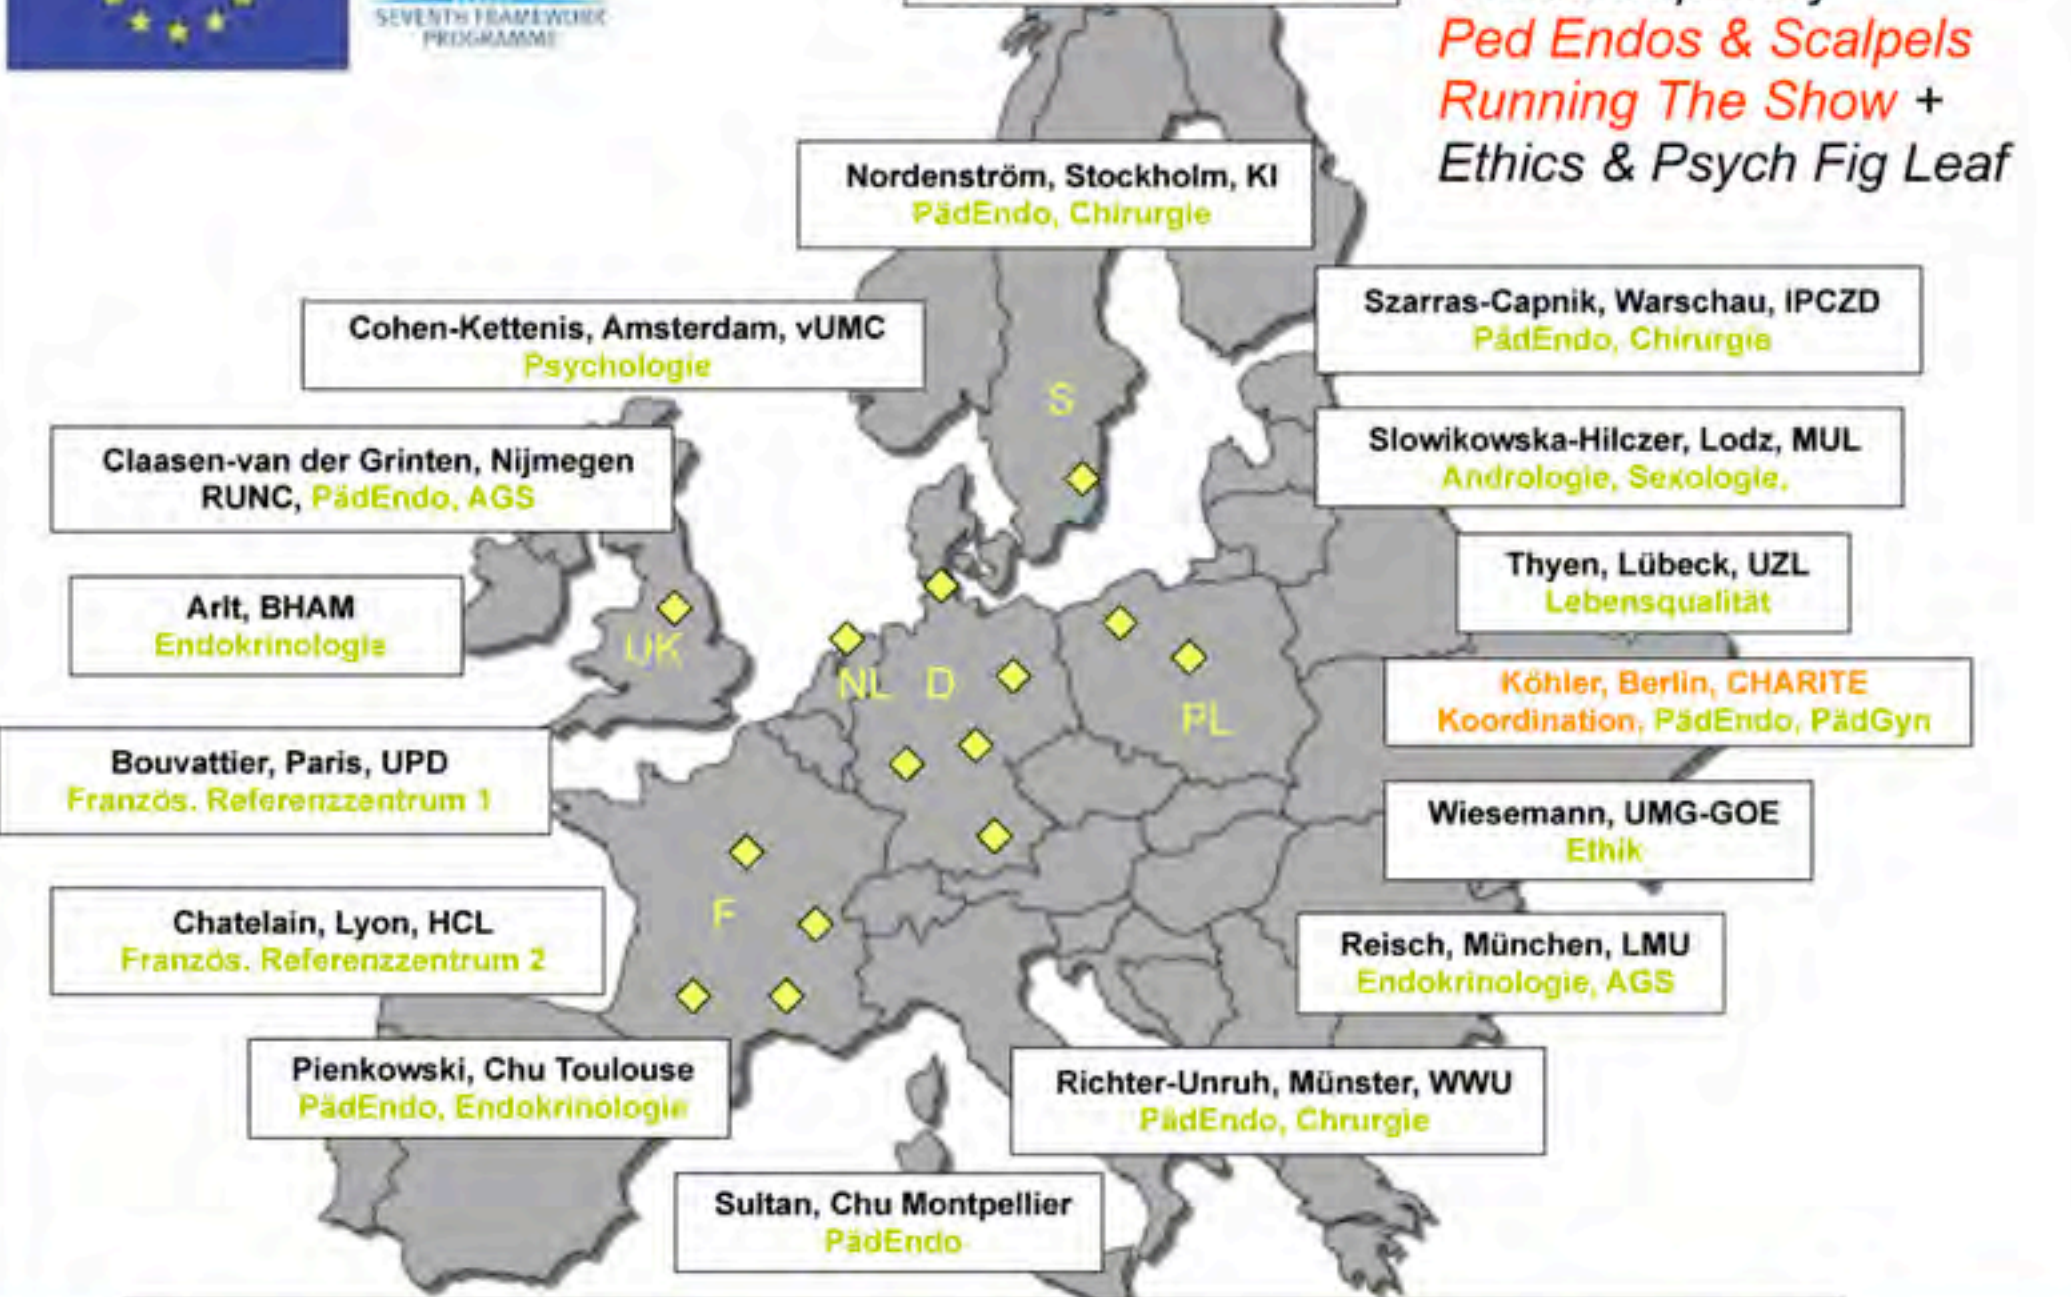 SEVENTH FRAMEWORK
PROGRAMME
Ped Endos & Scalpels
Running The Show +
Ethics & Psych Fig Leaf
Nordenström, Stockholm, KI
PädEndo, Chirurgie
Cohen-Kettenis, Amsterdam, vUMC
Psychologie
Szarras-Capnik, Warschau, IPCZD
PädEndo, Chirurgie
S
Claasen-van der Grinten, Nijmegen
RUNC, PädEndo, AGS
Slowikowska-Hilczer, Lodz, MUL
Andrologie, Sexologie,
Arlt, BHAM
Endokrinologie
UK
NL
D
PL
Thyen, Lübeck, UZL
Lebensqualität
Köhler, Berlin, CHARITE
Koordination, PädEndo, PädGyn
Bouvattier, Paris, UPD
Französ. Referenzzentrum 1
Wiesemann, UMG-GOE
Ethik
Chatelain, Lyon, HCL
Französ. Referenzzentrum 2
F
Reisch, München, LMU
Endokrinologie, AGS
Pienkowski, Chu Toulouse
PädEndo, Endokrinologie
Richter-Unruh, Münster, WWU
PädEndo, Chrurgie
Sultan, Chu Montpellier
PädEndo